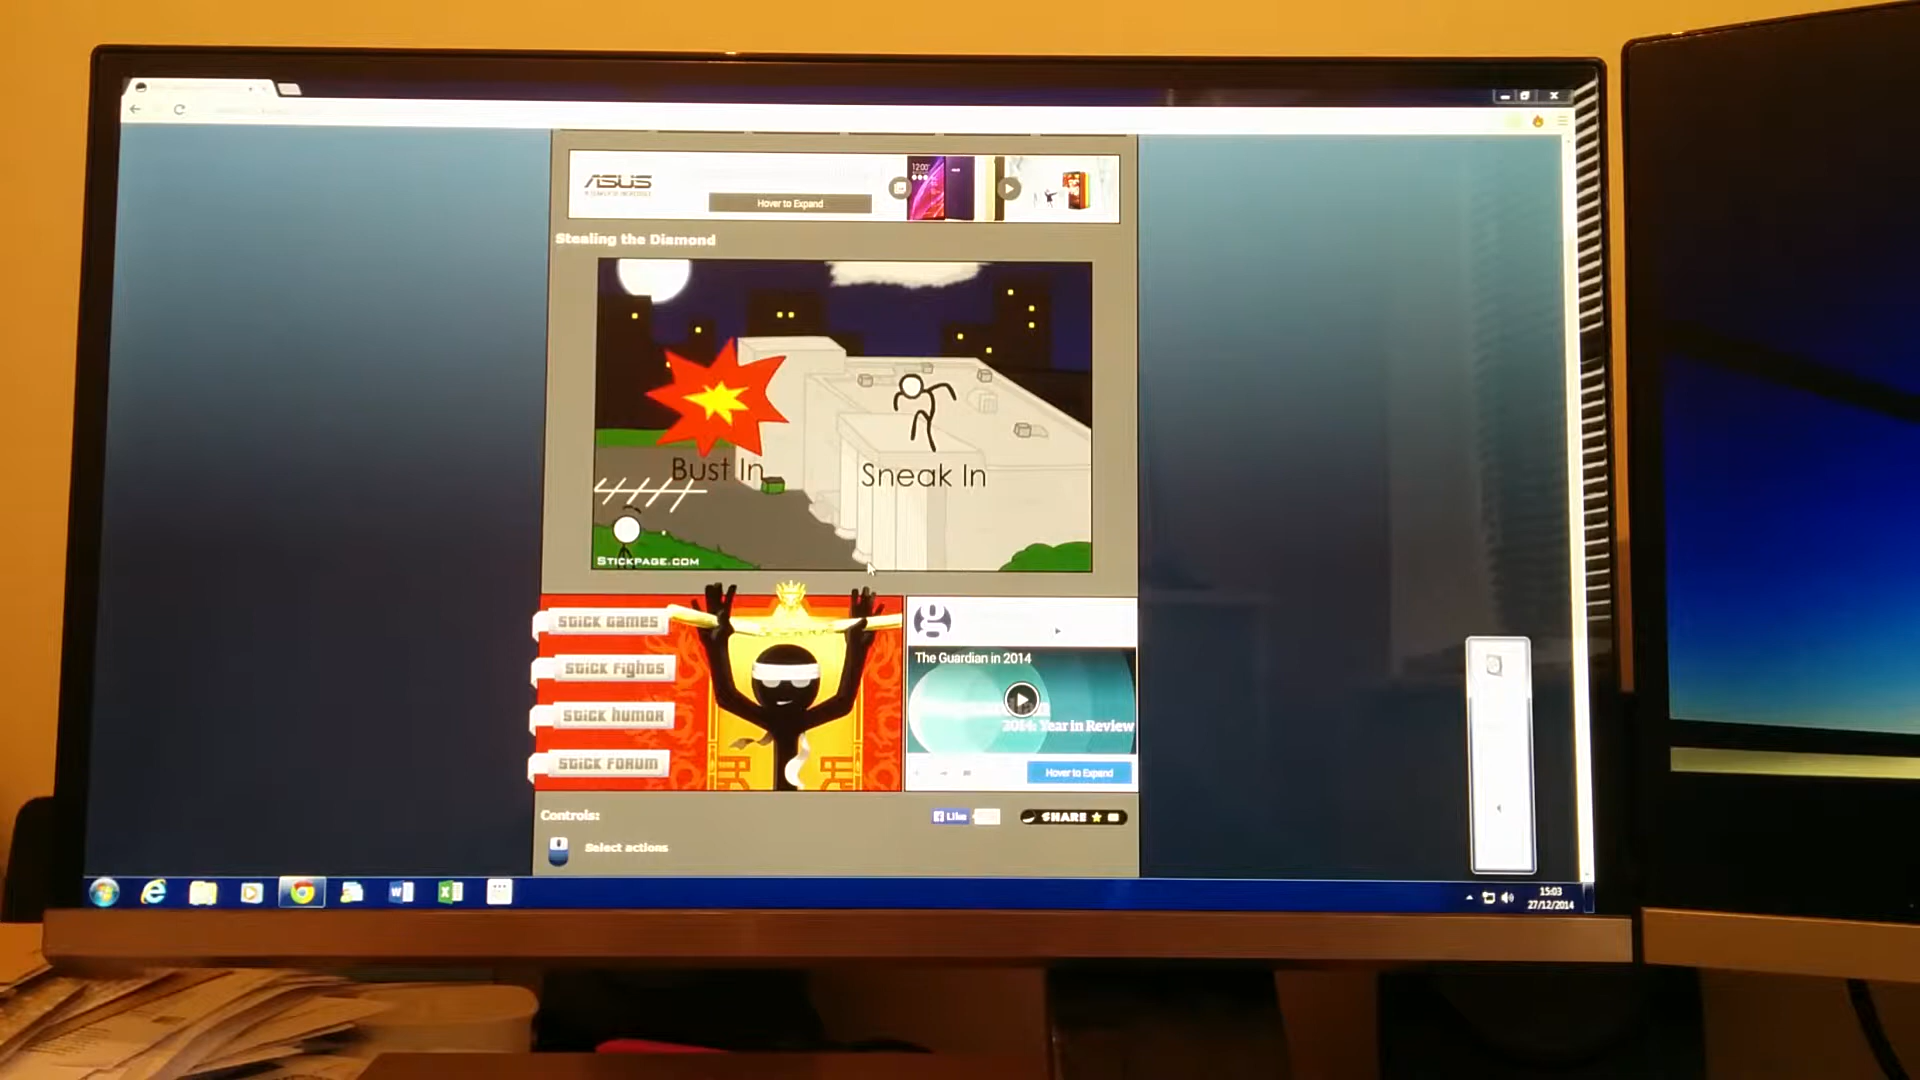 ASUS
12:00
Hover to Expand
Stealing the Diamond
Bust In
Sneak In
STICKPAGE.COM
STICK GAMES
STICK FIGHTS
STICK HUMOR
STICK FORUM
g
The Guardian in 2014
2014: Year in Review
Hover to Expand
Controls:
Like
SHARE
Select actions
15:03
27/12/2014